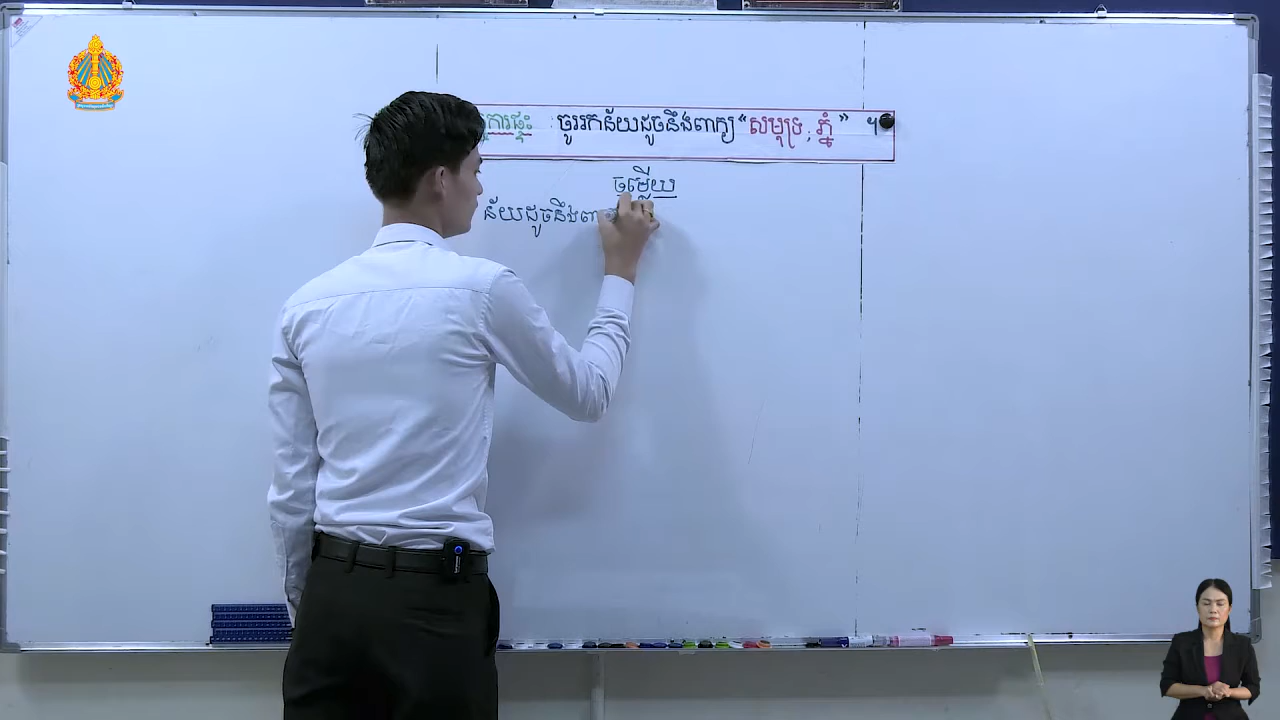 ការផ្ទះ ចូររកន័យដូចនឹងពាក្យ “សមុទ្រ , ភ្នំ ” ។
ចម្លើយ
ន័យដូចនឹងពា